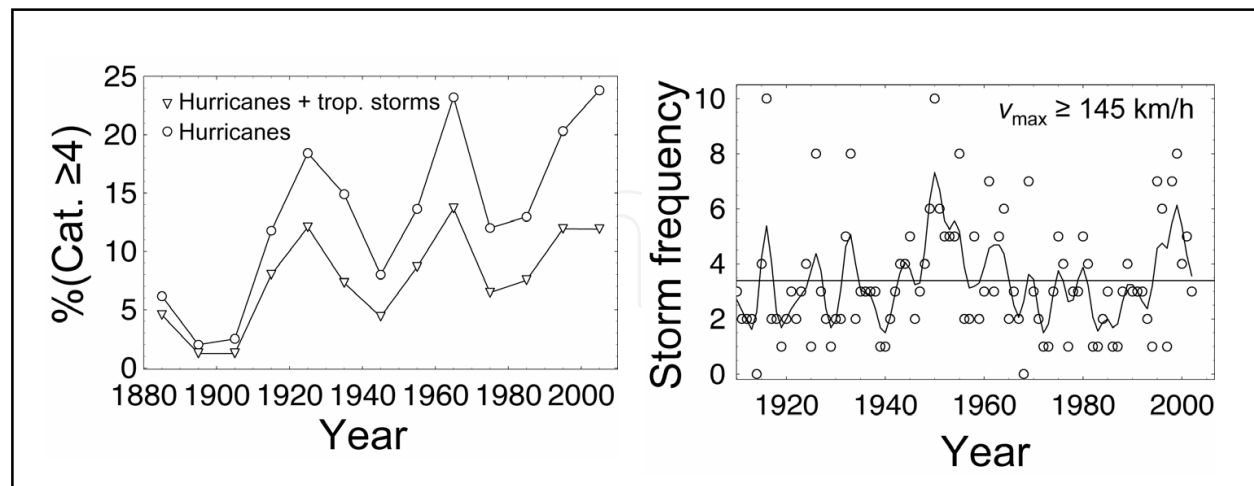 %(Cat. ≥4)
25
20
15
10
5
0
Hurricanes + trop. storms
Hurricanes
1880 1900 1920 1940 1960 1980 2000
Year
Storm frequency
10
8
6
4
2
0
vmax ≥ 145 km/h
1920 1940 1960 1980 2000
Year